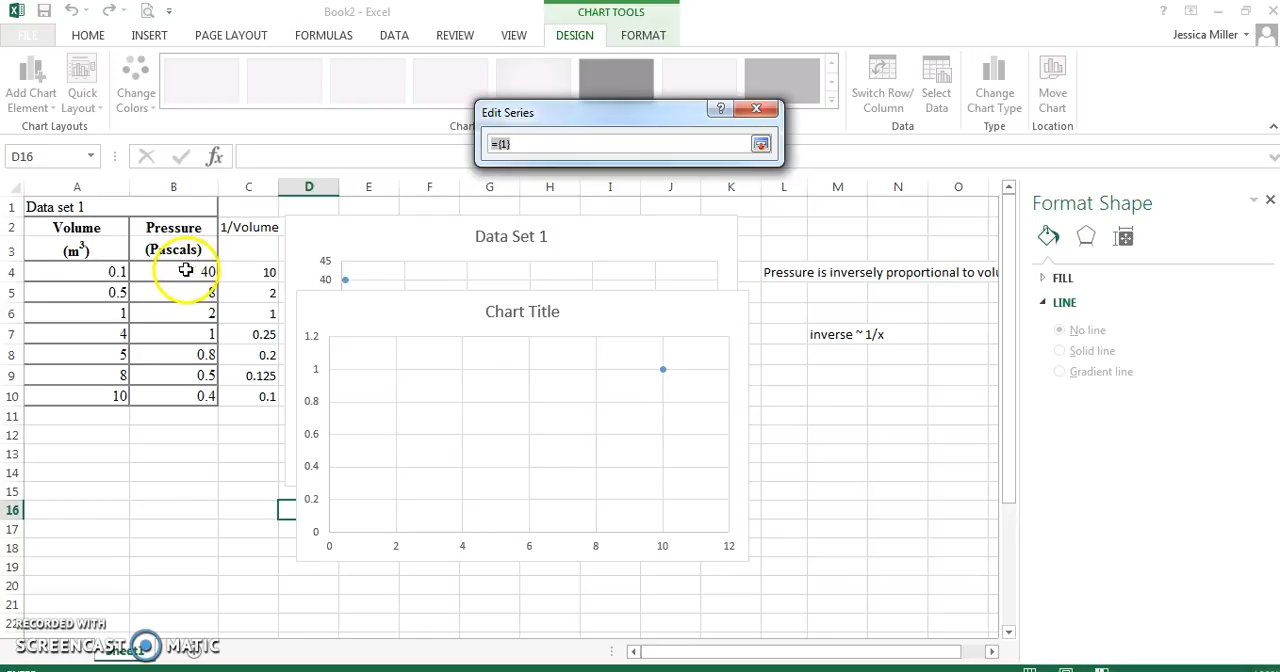 Book2 - Excel
CHART TOOLS
FILE HOME INSERT PAGE LAYOUT FORMULAS DATA REVIEW VIEW DESIGN FORMAT
Jessica Miller
Add Chart Element
Quick Layout
Change Colors
Switch Row/ Column
Select Data
Change Chart Type
Move Chart
Chart Layouts
Data
Type
Location
Edit Series
={1}
D16
fx
A B C D E F G H I J K L M N O
1 Data set 1
2 Volume Pressure 1/Volume
3 (m3) (Pascals)
4 0.1 40 10
5 0.5 8 2
6 1 2 1
7 4 1 0.25
8 5 0.8 0.2
9 8 0.5 0.125
10 10 0.4 0.1
11
12
13
14
15
16
17
18
19
20
21
22
Data Set 1
45
40
Chart Title
1.2
1
0.8
0.6
0.4
0.2
0
0 2 4 6 8 10 12
Pressure is inversely proportional to volu
inverse ~ 1/x
Format Shape
FILL
LINE
No line
Solid line
Gradient line
RECORDED WITH
SCREENCAST MATIC